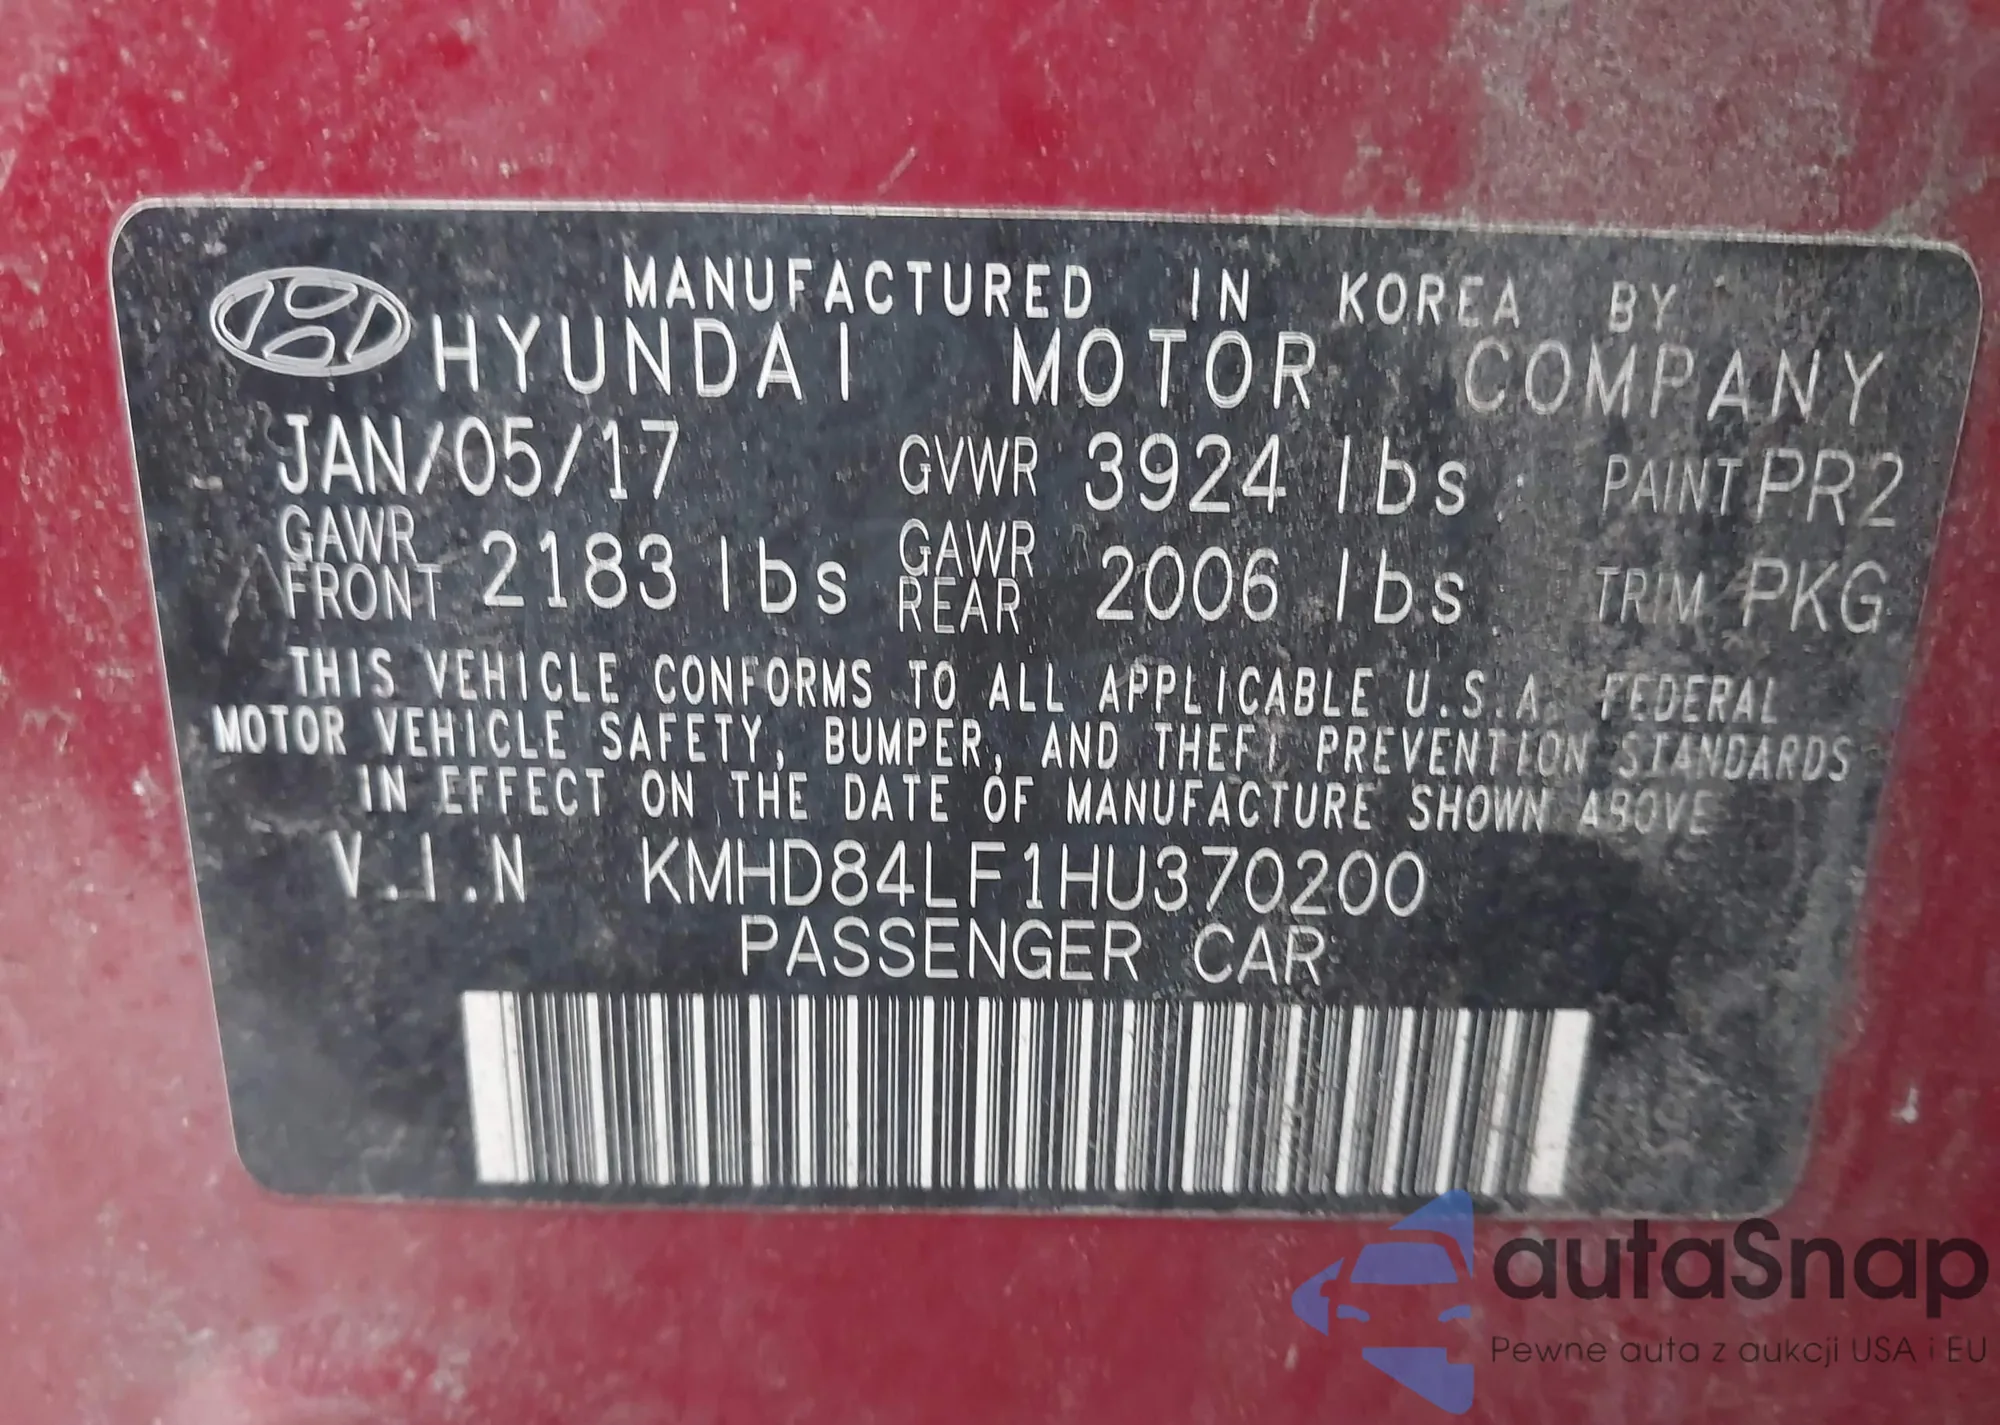 MANUFACTURED IN KOREA BY
HYUNDAI MOTOR COMPANY
JAN/05/17 GVWR 3924 lbs PAINT PR2
GAWR FRONT 2183 lbs GAWR REAR 2006 lbs TRIM PKG
THIS VEHICLE CONFORMS TO ALL APPLICABLE U.S.A. FEDERAL
MOTOR VEHICLE SAFETY, BUMPER, AND THEFT PREVENTION STANDARDS
IN EFFECT ON THE DATE OF MANUFACTURE SHOWN ABOVE
V.I.N KMHD84LF1HU370200
PASSENGER CAR
autaSnap
Pewne auta z aukcji USA i EU